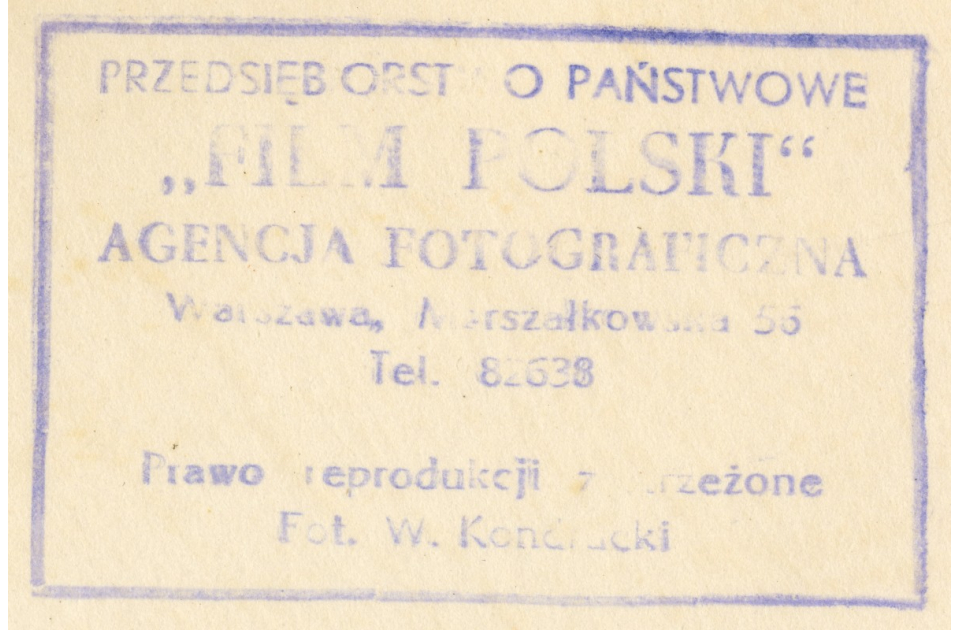 PRZEDSIĘBIORSTWO PAŃSTWOWE
„FILM POLSKI“
AGENCJA FOTOGRAFICZNA
Warszawa, Marszałkowska 56
Tel. 82638
Prawo reprodukcji zastrzeżone
Fot. W. Kondracki